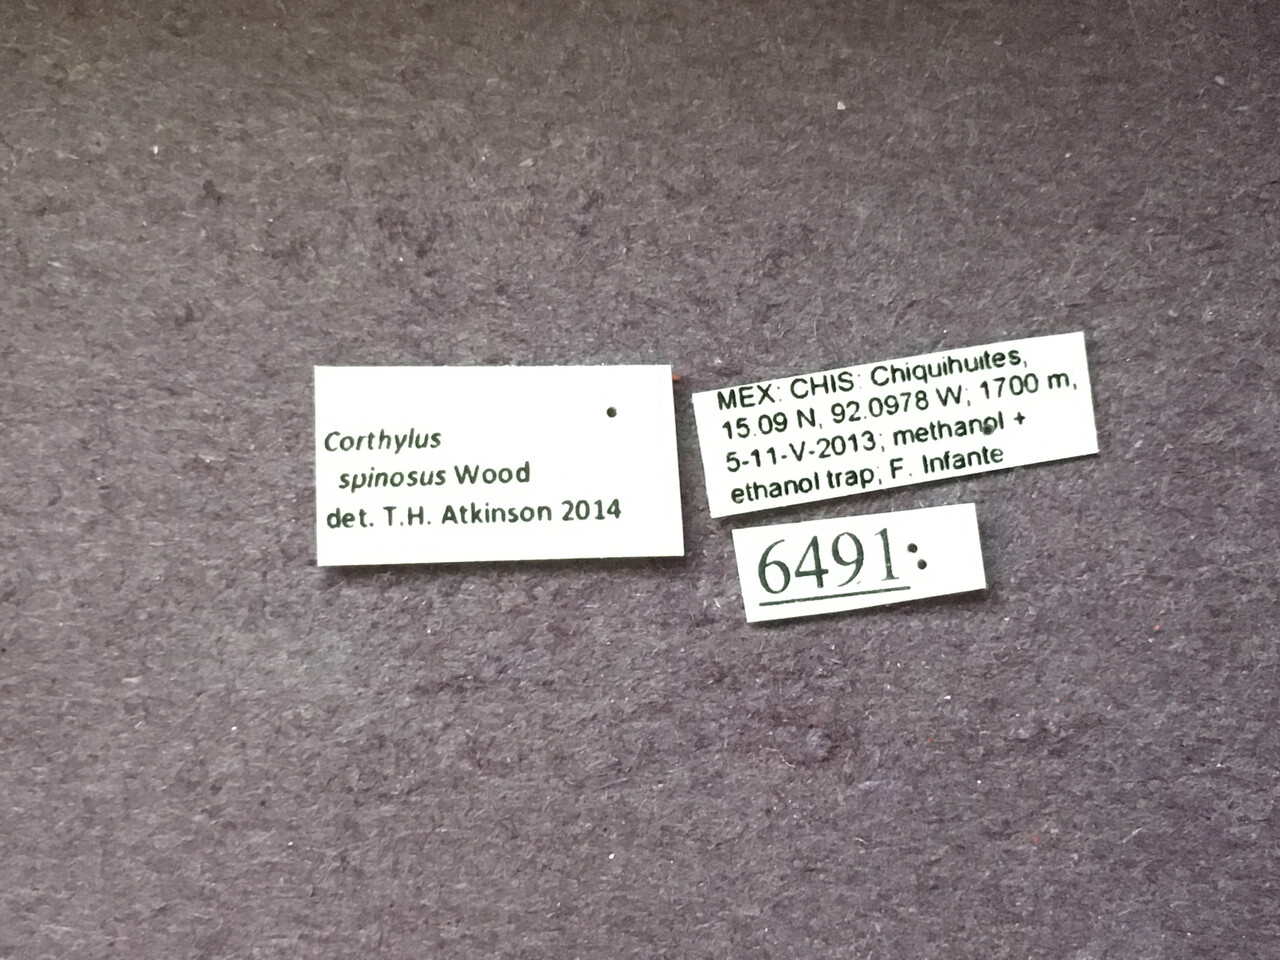 Corthylus
spinosus Wood
det. T.H. Atkinson 2014
MEX: CHIS: Chiquihuites,
15.09 N, 92.0978 W; 1700 m,
5-11-V-2013; methanol +
ethanol trap; F. Infante
6491: